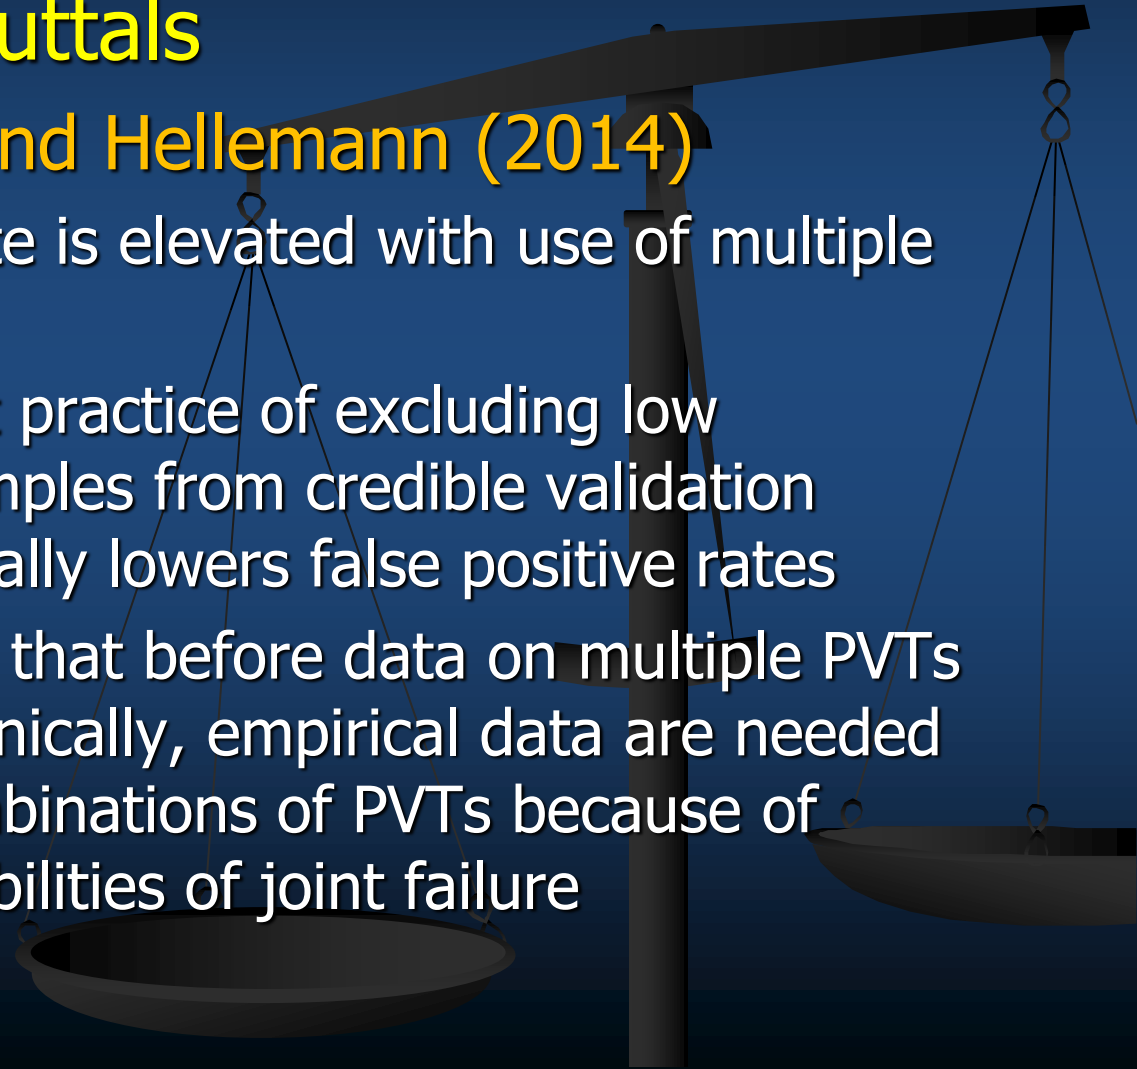 uttals
nd Hellemann (2014)
te is elevated with use of multiple
practice of excluding low
mples from credible validation
ally lowers false positive rates
that before data on multiple PVTs
nically, empirical data are needed
mbinations of PVTs because of
bilities of joint failure